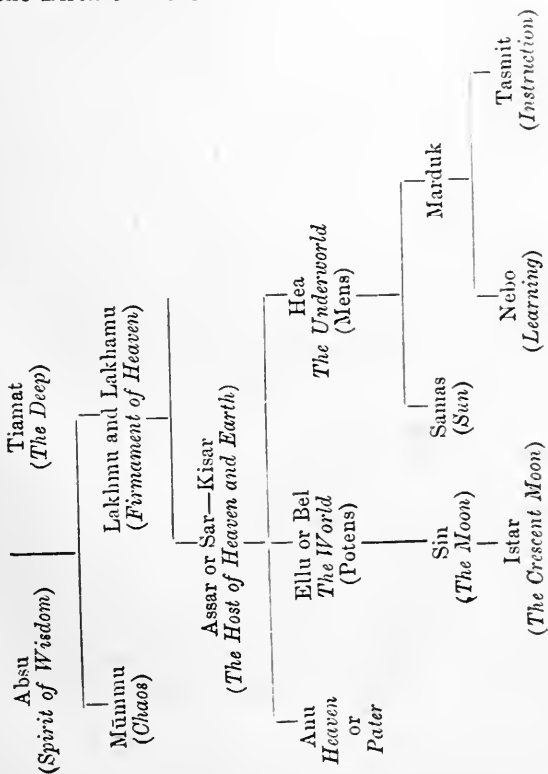 Absu
(Spirit of Wisdom)
Tiamat
(The Deep)
Mūmmu
(Chaos)
Lakhmu and Lakhamu
(Firmament of Heaven)
Assar or Sar—Kisar
(The Host of Heaven and Earth)
Anu
Heaven
or
Pater
Ellu or Bel
The World
(Potens)
Hea
The Underworld
(Mens)
Sin
(The Moon)
Samas
(Sun)
Marduk
Istar
(The Crescent Moon)
Nebo
(Learning)
Tasmit
(Instruction)